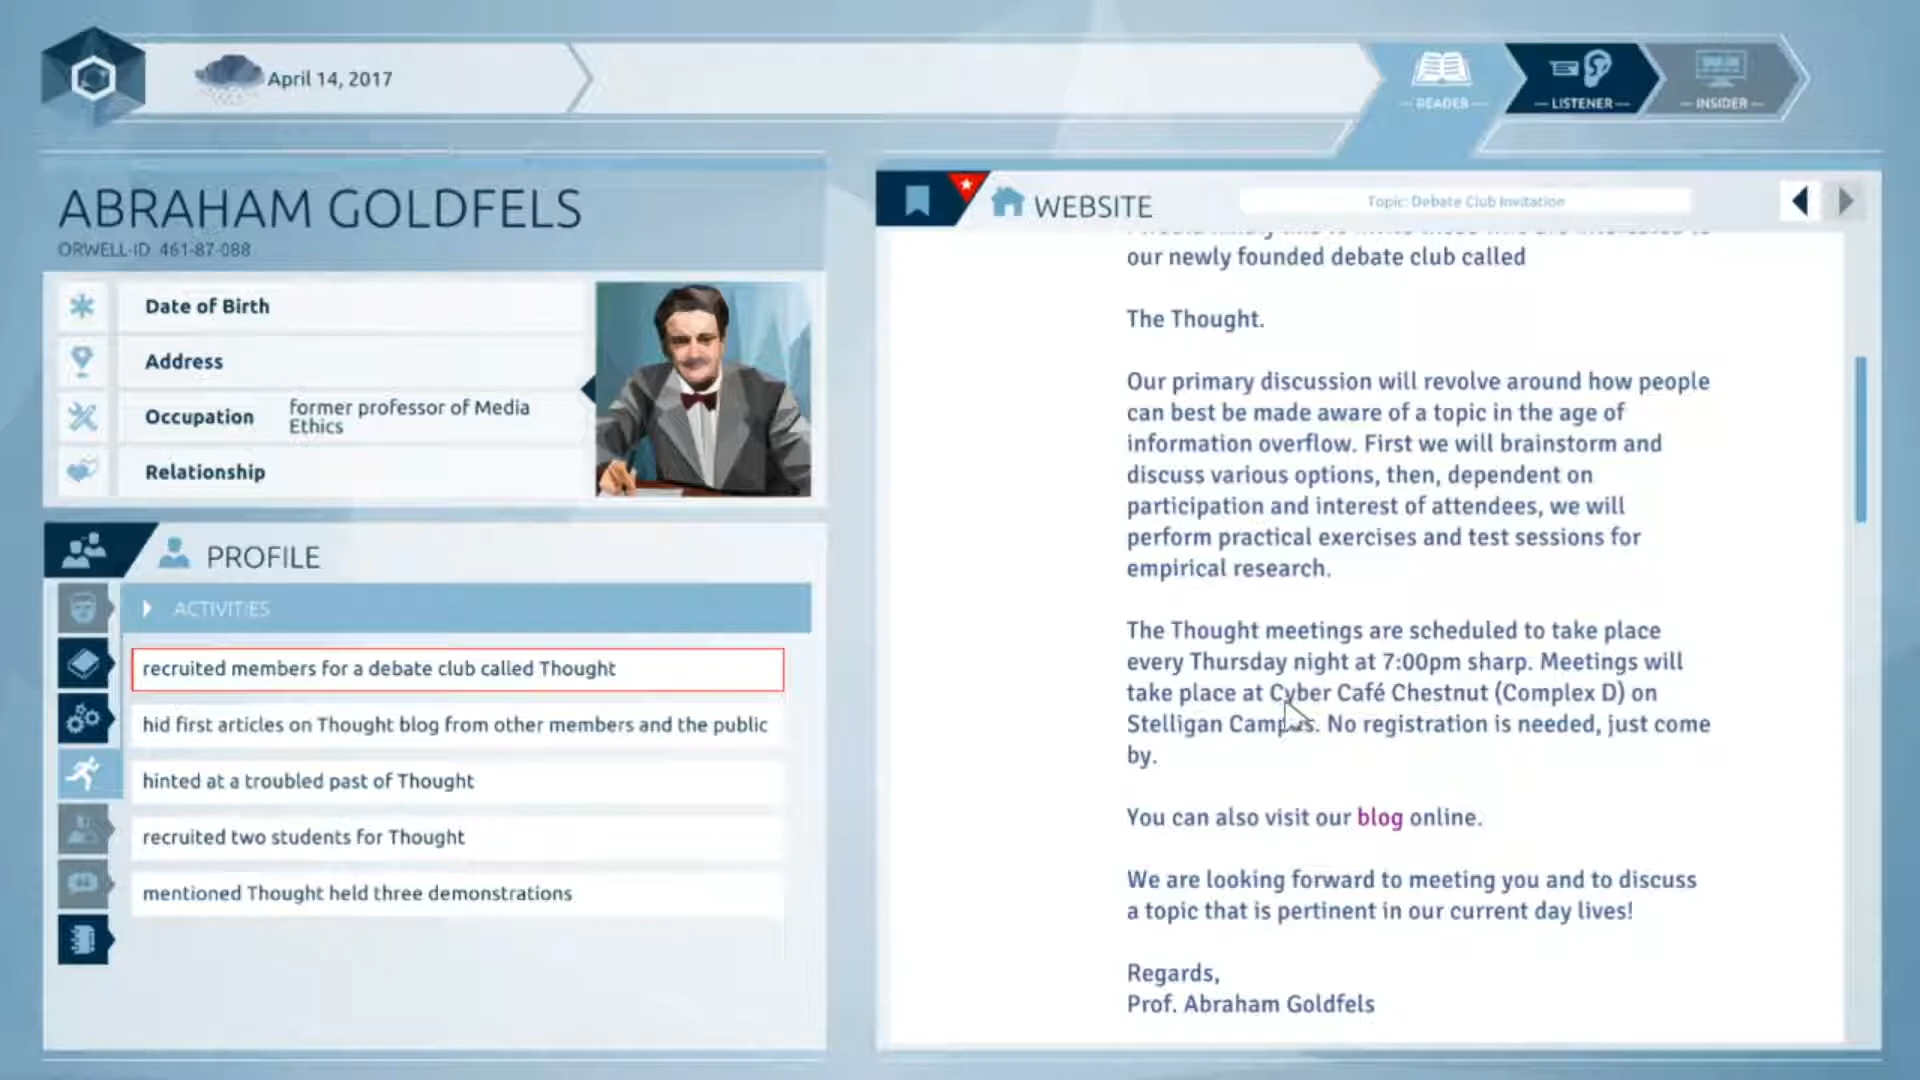 April 14, 2017
READER
LISTENER
INSIDER
ABRAHAM GOLDFELS
ORWELL-ID 461-87-088
Date of Birth
Address
Occupation
former professor of Media
Ethics
Relationship
PROFILE
ACTIVITIES
recruited members for a debate club called Thought
hid first articles on Thought blog from other members and the public
hinted at a troubled past of Thought
recruited two students for Thought
mentioned Thought held three demonstrations
WEBSITE
Topic: Debate Club Invitation
our newly founded debate club called
The Thought.
Our primary discussion will revolve around how people
can best be made aware of a topic in the age of
information overflow. First we will brainstorm and
discuss various options, then, dependent on
participation and interest of attendees, we will
perform practical exercises and test sessions for
empirical research.
The Thought meetings are scheduled to take place
every Thursday night at 7:00pm sharp. Meetings will
take place at Cyber Café Chestnut (Complex D) on
Stelligan Campus. No registration is needed, just come
by.
You can also visit our blog online.
We are looking forward to meeting you and to discuss
a topic that is pertinent in our current day lives!
Regards,
Prof. Abraham Goldfels